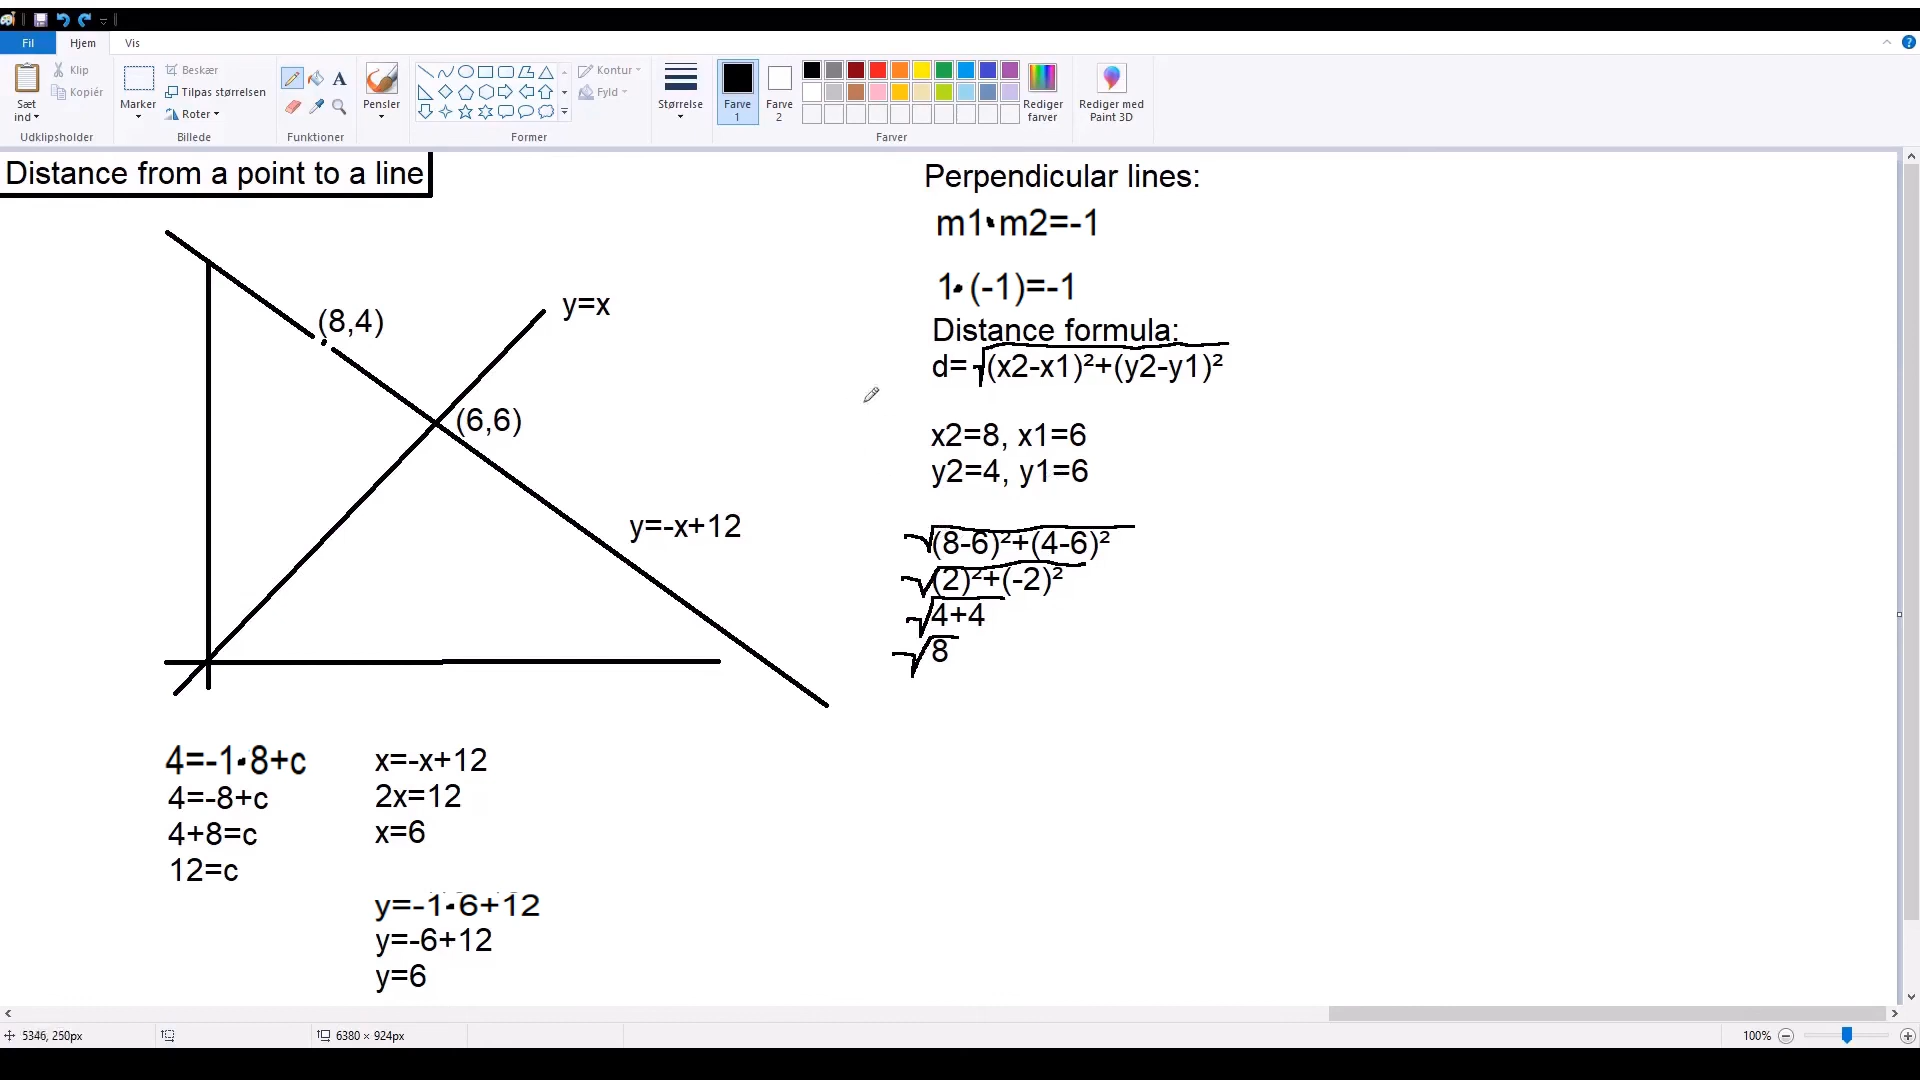 Fil Hjem Vis
Sæt ind
Klip
Kopiér
Udklipsholder
Marker
Beskær
Tilpas størrelsen
Roter
Billede
A
Funktioner
Pensler
Former
Kontur
Fyld
Størrelse
Farve 1
Farve 2
Farver
Rediger farver
Rediger med Paint 3D
?
Distance from a point to a line
(8,4)
y=x
(6,6)
y=-x+12
4=-1·8+c
4=-8+c
4+8=c
12=c
x=-x+12
2x=12
x=6
y=-1·6+12
y=-6+12
y=6
Perpendicular lines:
m1·m2=-1
1·(-1)=-1
Distance formula:
d=√(x2-x1)²+(y2-y1)²
x2=8, x1=6
y2=4, y1=6
√(8-6)²+(4-6)²
√(2)²+(-2)²
√4+4
√8
5346, 250px
6380 × 924px
100%